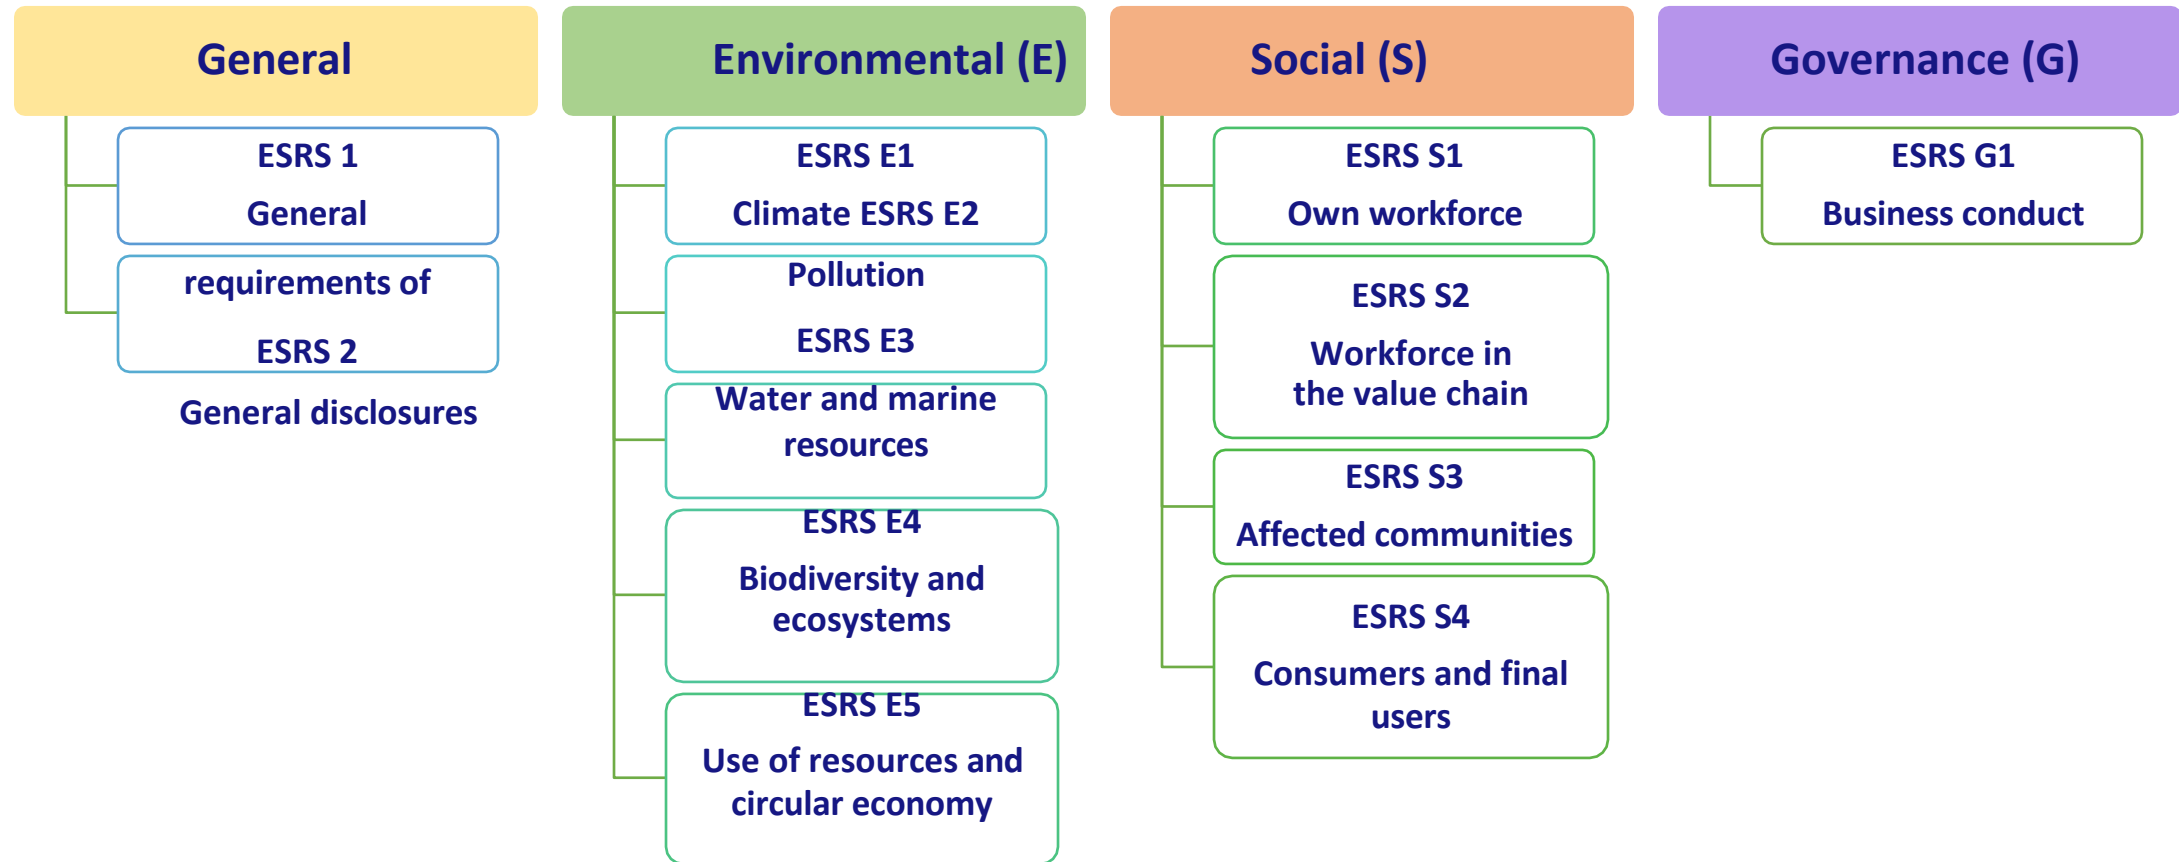 General
ESRS 1
General
requirements of
ESRS 2
General disclosures
Environmental (E)
ESRS E1
Climate ESRS E2
Pollution
ESRS E3
Water and marine
resources
ESRS E4
Biodiversity and
ecosystems
ESRS E5
Use of resources and
circular economy
Social (S)
ESRS S1
Own workforce
ESRS S2
Workforce in
the value chain
ESRS S3
Affected communities
ESRS S4
Consumers and final
users
Governance (G)
ESRS G1
Business conduct